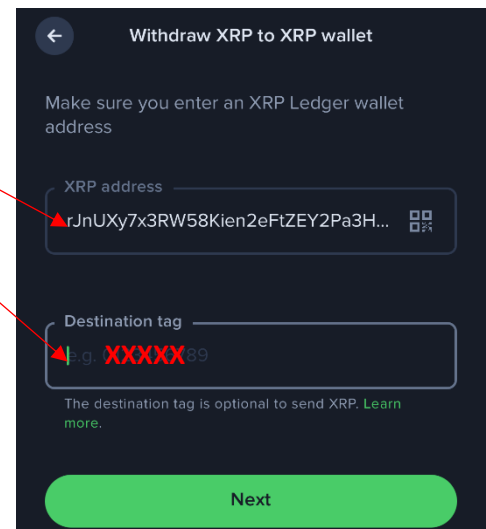 Withdraw XRP to XRP wallet
Make sure you enter an XRP Ledger wallet
address
XRP address
rJnUXy7x3RW58Kien2eFtZEY2Pa3H...
Destination tag
e.g. XXXXX89
The destination tag is optional to send XRP. Learn
more.
Next